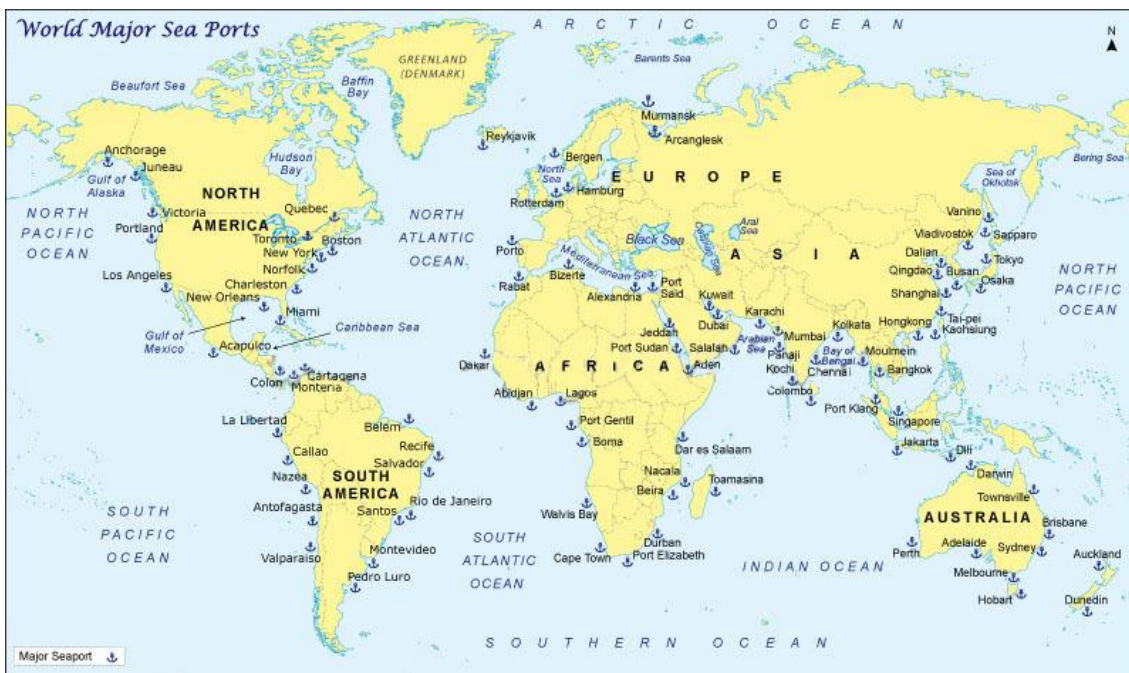 World Major Sea Ports
A R C T I C O C E A N
N
GREENLAND
(DENMARK)
Barents Sea
Beaufort Sea
Baffin
Bay
Murmansk
Reykjavik
Arcanglesk
Anchorage
Juneau
Gulf of
Alaska
Hudson
Bay
Bergen
North
Sea
Hamburg
Rotterdam
E U R O P E
Bering Sea
Sea of
Okhotsk
NORTH
AMERICA
NORTH
PACIFIC
OCEAN
Victoria
Portland
Quebec
Toronto
Boston
New York
Norfolk
NORTH
ATLANTIC
OCEAN
Porto
Black Sea
Caspian Sea
Aral
Sea
A S I A
Vanino
Vladivostok
Sapparo
Dalian
Tokyo
Qingdao
Busan
Osaka
Shanghai
NORTH
PACIFIC
OCEAN
Los Angeles
Charleston
New Orleans
Miami
Gulf of
Mexico
Caribbean Sea
Acapulco
Rabat
Bizerte
Mediterranean Sea
Alexandria
Port
Said
Kuwait
Dubai
Karachi
Jeddah
Port Sudan
Salalah
Arabian
Sea
Mumbai
Panaji
Kochi
Kolkata
Bay of
Bengal
Chennal
Moulmein
Bangkok
Hongkong
Tai-pei
Kaohsiung
Dakar
A F R I C A
Aden
Colombo
Colon
Cartagena
Monteria
Abidjan
Lagos
Port Klang
Singapore
La Libertad
Belem
Port Gentil
Boma
Dar es Salaam
Jakarta
Dili
Callao
Recife
Salvador
Nazea
SOUTH
AMERICA
Nacala
Beira
Toamasina
Darwin
Townsville
Antofagasta
Santos
Rio de Janeiro
Walvis Bay
AUSTRALIA
Brisbane
SOUTH
PACIFIC
OCEAN
Valparaiso
Montevideo
Pedro Luro
SOUTH
ATLANTIC
OCEAN
Cape Town
Durban
Port Elizabeth
INDIAN OCEAN
Perth
Adelaide
Sydney
Melbourne
Hobart
Auckland
Dunedin
S O U T H E R N O C E A N
Major Seaport